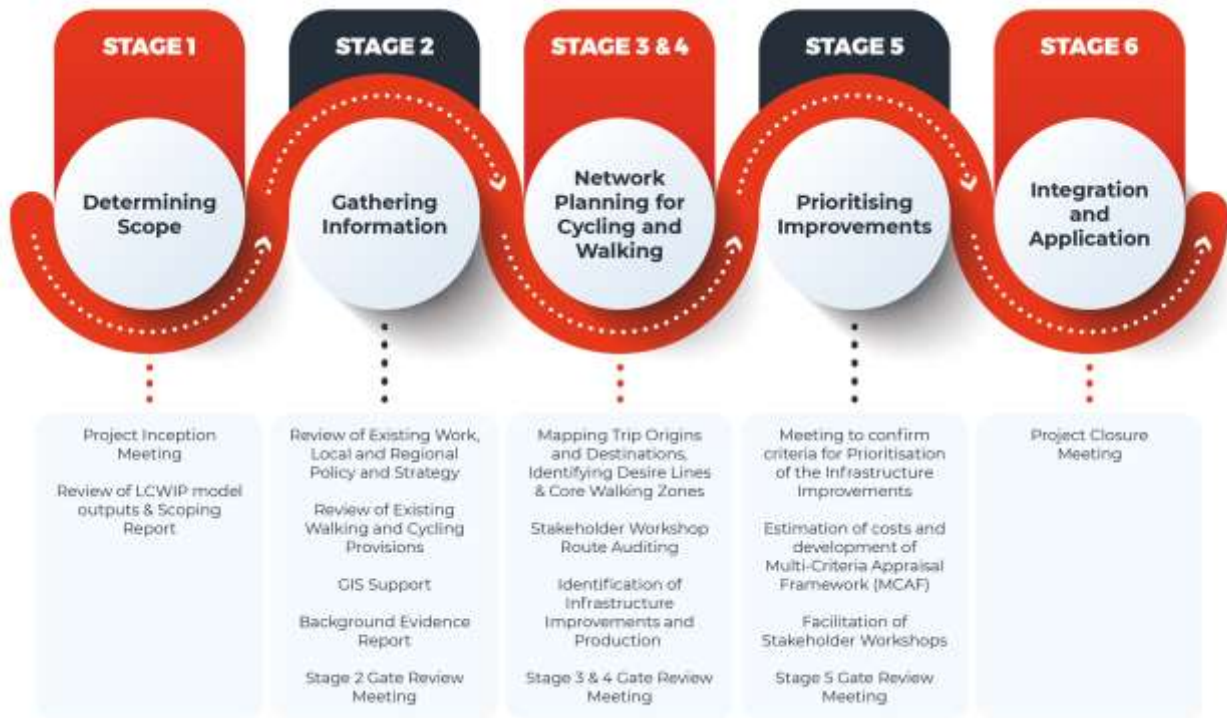 STAGE 1
Determining
Scope
Project Inception
Meeting
Review of LCWIP model
outputs & Scoping
Report
STAGE 2
Gathering
Information
Review of Existing Work,
Local and Regional
Policy and Strategy
Review of Existing
Walking and Cycling
Provisions
GIS Support
Background Evidence
Report
Stage 2 Gate Review
Meeting
STAGE 3 & 4
Network
Planning for
Cycling and
Walking
Mapping Trip Origins
and Destinations,
Identifying Desire Lines
& Core Walking Zones
Stakeholder Workshop
Route Auditing
Identification of
Infrastructure
Improvements and
Production
Stage 3 & 4 Gate Review
Meeting
STAGE 5
Prioritising
Improvements
Meeting to confirm
criteria for Prioritisation
of the Infrastructure
Improvements
Estimation of costs and
development of
Multi-Criteria Appraisal
Framework (MCAF)
Facilitation of
Stakeholder Workshops
Stage 5 Gate Review
Meeting
STAGE 6
Integration
and
Application
Project Closure
Meeting